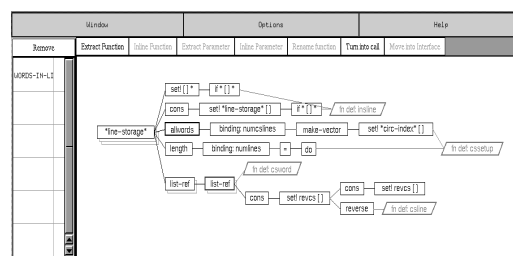 Window Options Help
Remove Extract Function Inline Function Extract Parameter Inline Parameter Rename function Turn into call Move into Interface
WORDS-IN-LI
set! [ ] * if * [ ] *
cons set! *line-storage* [ ] if * [ ] * fn def insline
*line-storage* allwords binding: numcslines make-vector set! *circ-index* [ ]
fn def cssetup
length binding: numlines = do
fn def csword
list-ref list-ref
cons set! revcs [ ] cons set! revcs [ ]
reverse fn def csline